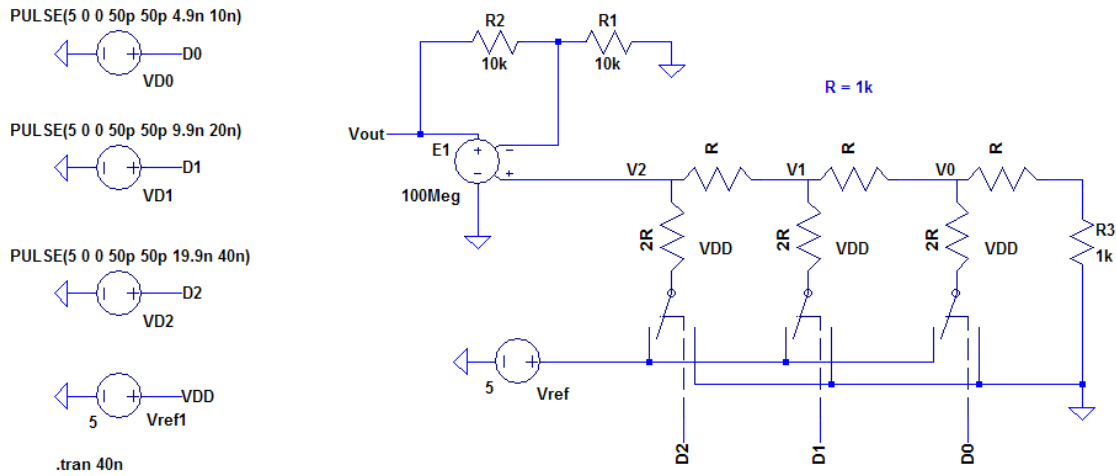 PULSE(5 0 0 50p 50p 4.9n 10n)
D0
VD0
PULSE(5 0 0 50p 50p 9.9n 20n)
D1
VD1
PULSE(5 0 0 50p 50p 19.9n 40n)
D2
VD2
VDD
5
Vref1
.tran 40n
R2
10k
R1
10k
R = 1k
Vout
E1
100Meg
V2
R
V1
R
V0
R
2R
VDD
2R
VDD
2R
VDD
R3
1k
5
Vref
D2
D1
D0